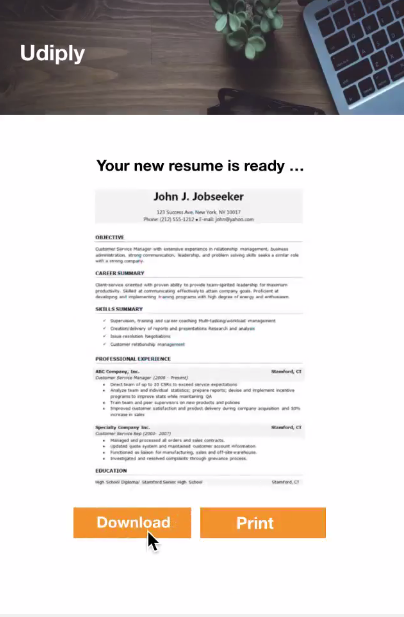 Udiply
Your new resume is ready ...
John J. Jobseeker
123 Success Ave. New York, NY 10017
Phone: (212) 555-1212 • E-mail: john@yahoo.com
OBJECTIVE
Customer Service Manager with extensive experience in relationship management, business
administration, strong communication, leadership, and problem solving skills seeks a similar role
with a strong company.
CAREER SUMMARY
Client-service oriented with proven ability to provide team-spirited leadership for maximum
productivity. Skilled at communicating effectively to attain company goals. Proficient at
developing and implementing training programs with high degree of energy and enthusiasm.
SKILLS SUMMARY
✓ Supervision, training and career coaching Multi-tasking/workload management
✓ Creation/delivery of reports and presentations Research and analysis
✓ Issue resolution Negotiations
✓ Customer relationship management
PROFESSIONAL EXPERIENCE
ABC Company, Inc. Stamford, CT
Customer Service Manager (2008 - Present)
• Direct team of up to 10 CSRs to exceed service expectations
• Analyze team and individual statistics; prepare reports; devise and implement incentive
programs to improve stats while maintaining QA
• Train team and peer supervisors on new products and policies
• Improved customer satisfaction and product delivery during company acquisition and
increase in sales
Specialty Company Inc. Stamford, CT
Customer Service Rep (2003- 2007)
• Managed and processed all orders and sales contracts.
• Updated quote system and maintained customer account information
• Functioned as liaison for manufacturing, sales and off-site warehouse.
• Investigated and resolved complaints through grievance process.
EDUCATION
High School Diploma: Stamford Senior High School Stamford, CT
Download
Print